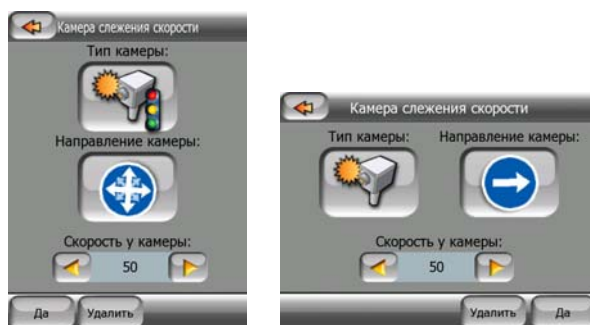 Камера слежения скорости
Тип камеры:
Направление камеры:
Скорость у камеры:
50
Да Удалить
Камера слежения скорости
Тип камеры: Направление камеры:
Скорость у камеры:
50
Удалить Да